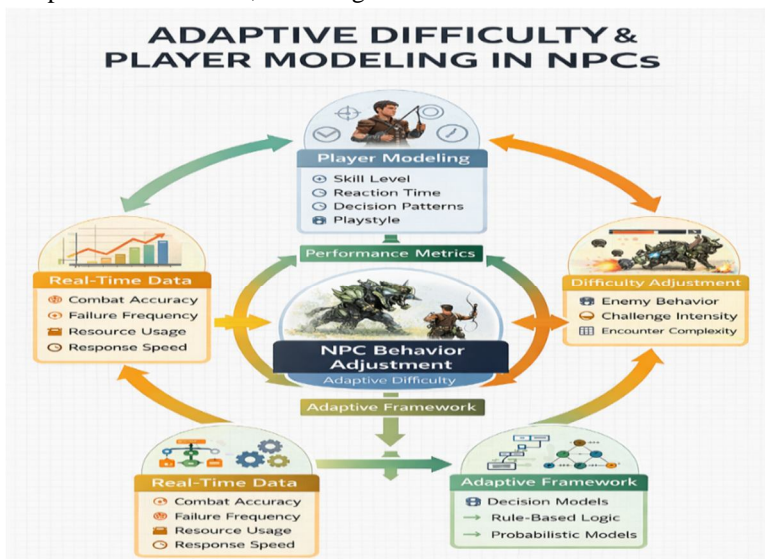 ADAPTIVE DIFFICULTY &
PLAYER MODELING IN NPCs
Player Modeling
Skill Level
Reaction Time
Decision Patterns
Playstyle
Performance Metrics
Real-Time Data
Combat Accuracy
Failure Frequency
Resource Usage
Response Speed
Difficulty Adjustment
Enemy Behavior
Challenge Intensity
Encounter Complexity
NPC Behavior
Adjustment
Adaptive Difficulty
Adaptive Framework
Real-Time Data
Combat Accuracy
Failure Frequency
Resource Usage
Response Speed
Adaptive Framework
Decision Models
Rule-Based Logic
Probabilistic Models